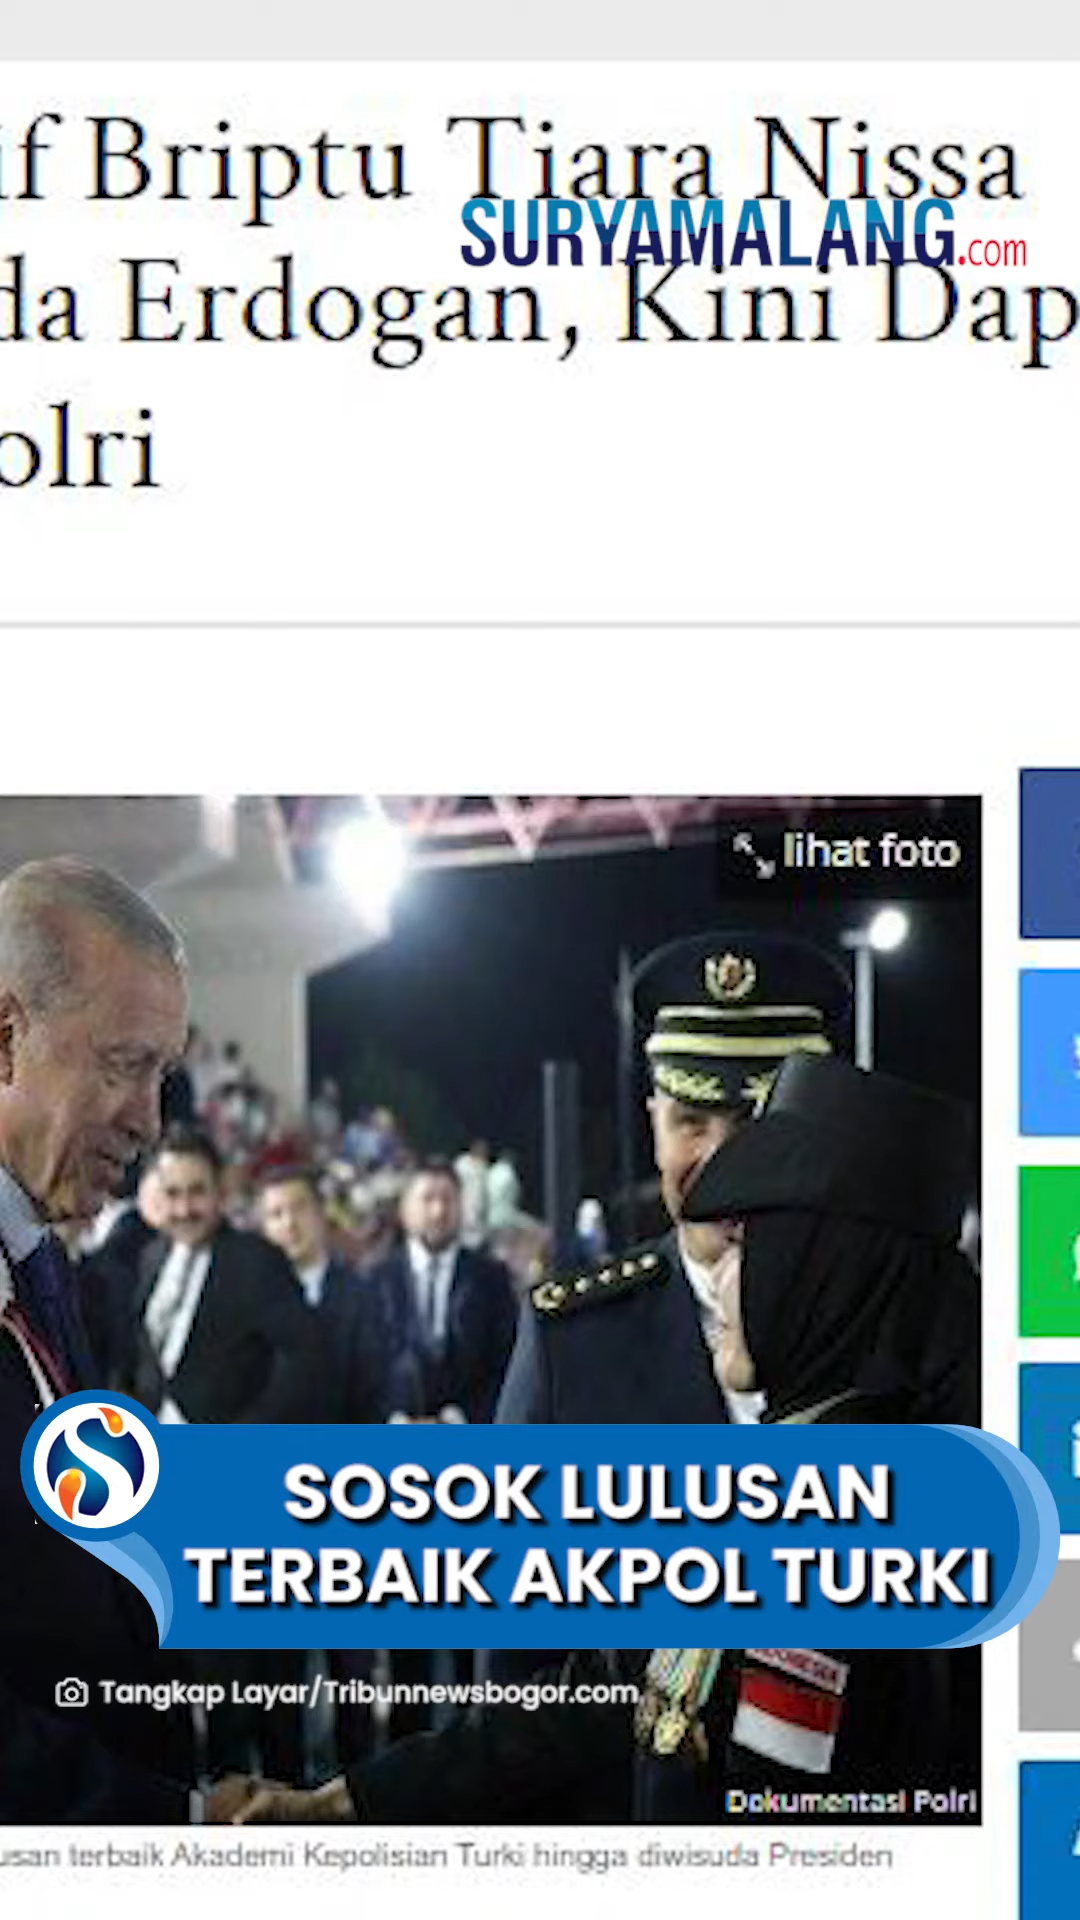 if Briptu Tiara Nissa
SURYAMALANG.com
da Erdogan, Kini Dap
olri
lihat foto
SOSOK LULUSAN
TERBAIK AKPOL TURKI
Tangkap Layar/Tribunnewsbogor.com
INDONESIA
Dokumentasi Polri
usan terbaik Akademi Kepolisian Turki hingga diwisuda Presiden